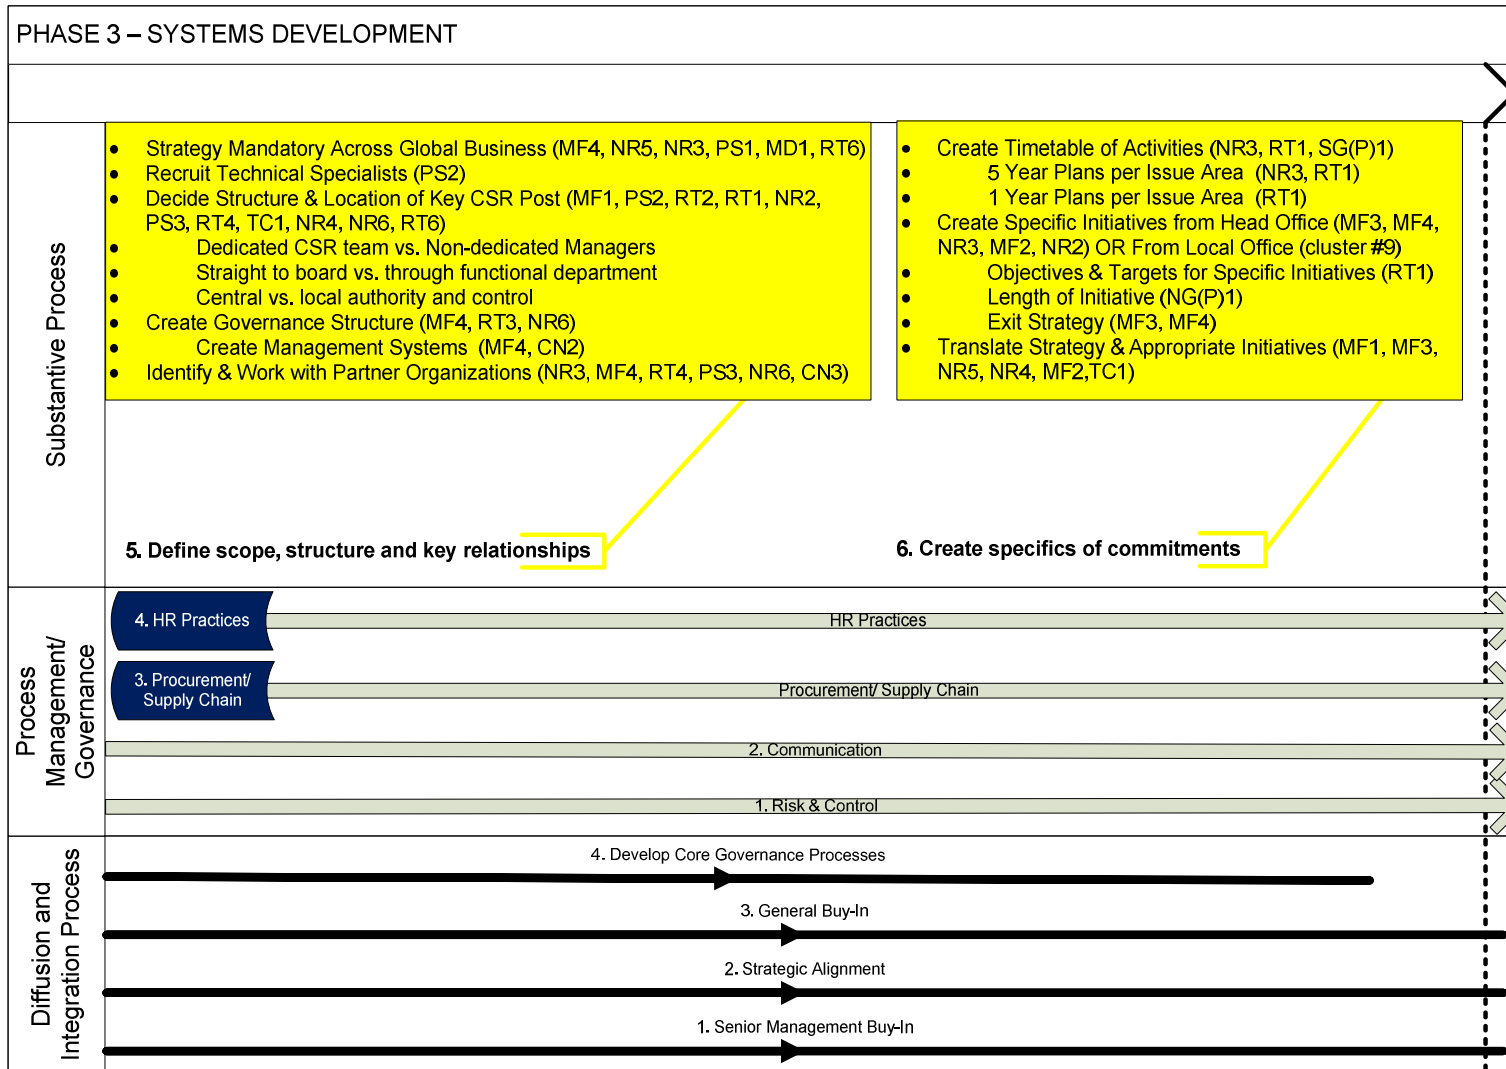 PHASE 3 – SYSTEMS DEVELOPMENT
Substantive Process
• Strategy Mandatory Across Global Business (MF4, NR5, NR3, PS1, MD1, RT6)
• Recruit Technical Specialists (PS2)
• Decide Structure & Location of Key CSR Post (MF1, PS2, RT2, RT1, NR2,
PS3, RT4, TC1, NR4, NR6, RT6)
• Dedicated CSR team vs. Non-dedicated Managers
• Straight to board vs. through functional department
• Central vs. local authority and control
• Create Governance Structure (MF4, RT3, NR6)
• Create Management Systems (MF4, CN2)
• Identify & Work with Partner Organizations (NR3, MF4, RT4, PS3, NR6, CN3)
• Create Timetable of Activities (NR3, RT1, SG(P)1)
• 5 Year Plans per Issue Area (NR3, RT1)
• 1 Year Plans per Issue Area (RT1)
• Create Specific Initiatives from Head Office (MF3, MF4,
NR3, MF2, NR2) OR From Local Office (cluster #9)
• Objectives & Targets for Specific Initiatives (RT1)
• Length of Initiative (NG(P)1)
• Exit Strategy (MF3, MF4)
• Translate Strategy & Appropriate Initiatives (MF1, MF3,
NR5, NR4, MF2,TC1)
5. Define scope, structure and key relationships
6. Create specifics of commitments
Process
Management/
Governance
4. HR Practices
HR Practices
3. Procurement/
Supply Chain
Procurement/ Supply Chain
2. Communication
1. Risk & Control
Diffusion and
Integration Process
4. Develop Core Governance Processes
3. General Buy-In
2. Strategic Alignment
1. Senior Management Buy-In